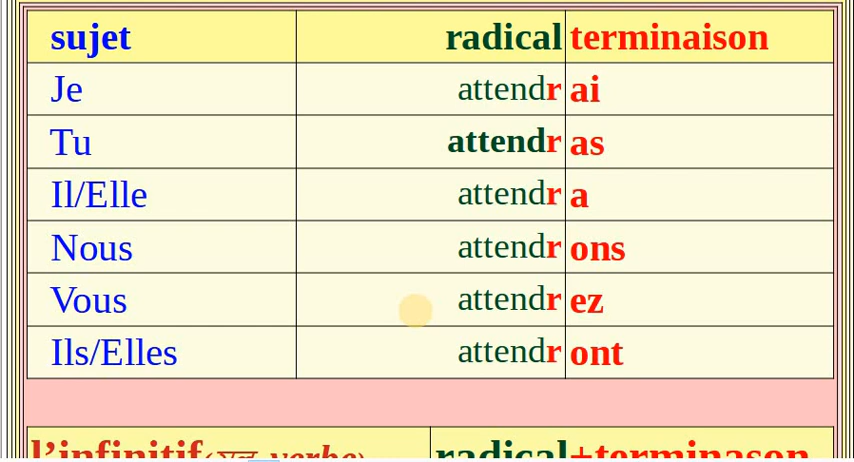 sujet radical terminaison
Je attendr ai
Tu attendr as
Il/Elle attendr a
Nous attendr ons
Vous attendr ez
Ils/Elles attendr ont
l’infinitif(মূল verbe) radical+terminason